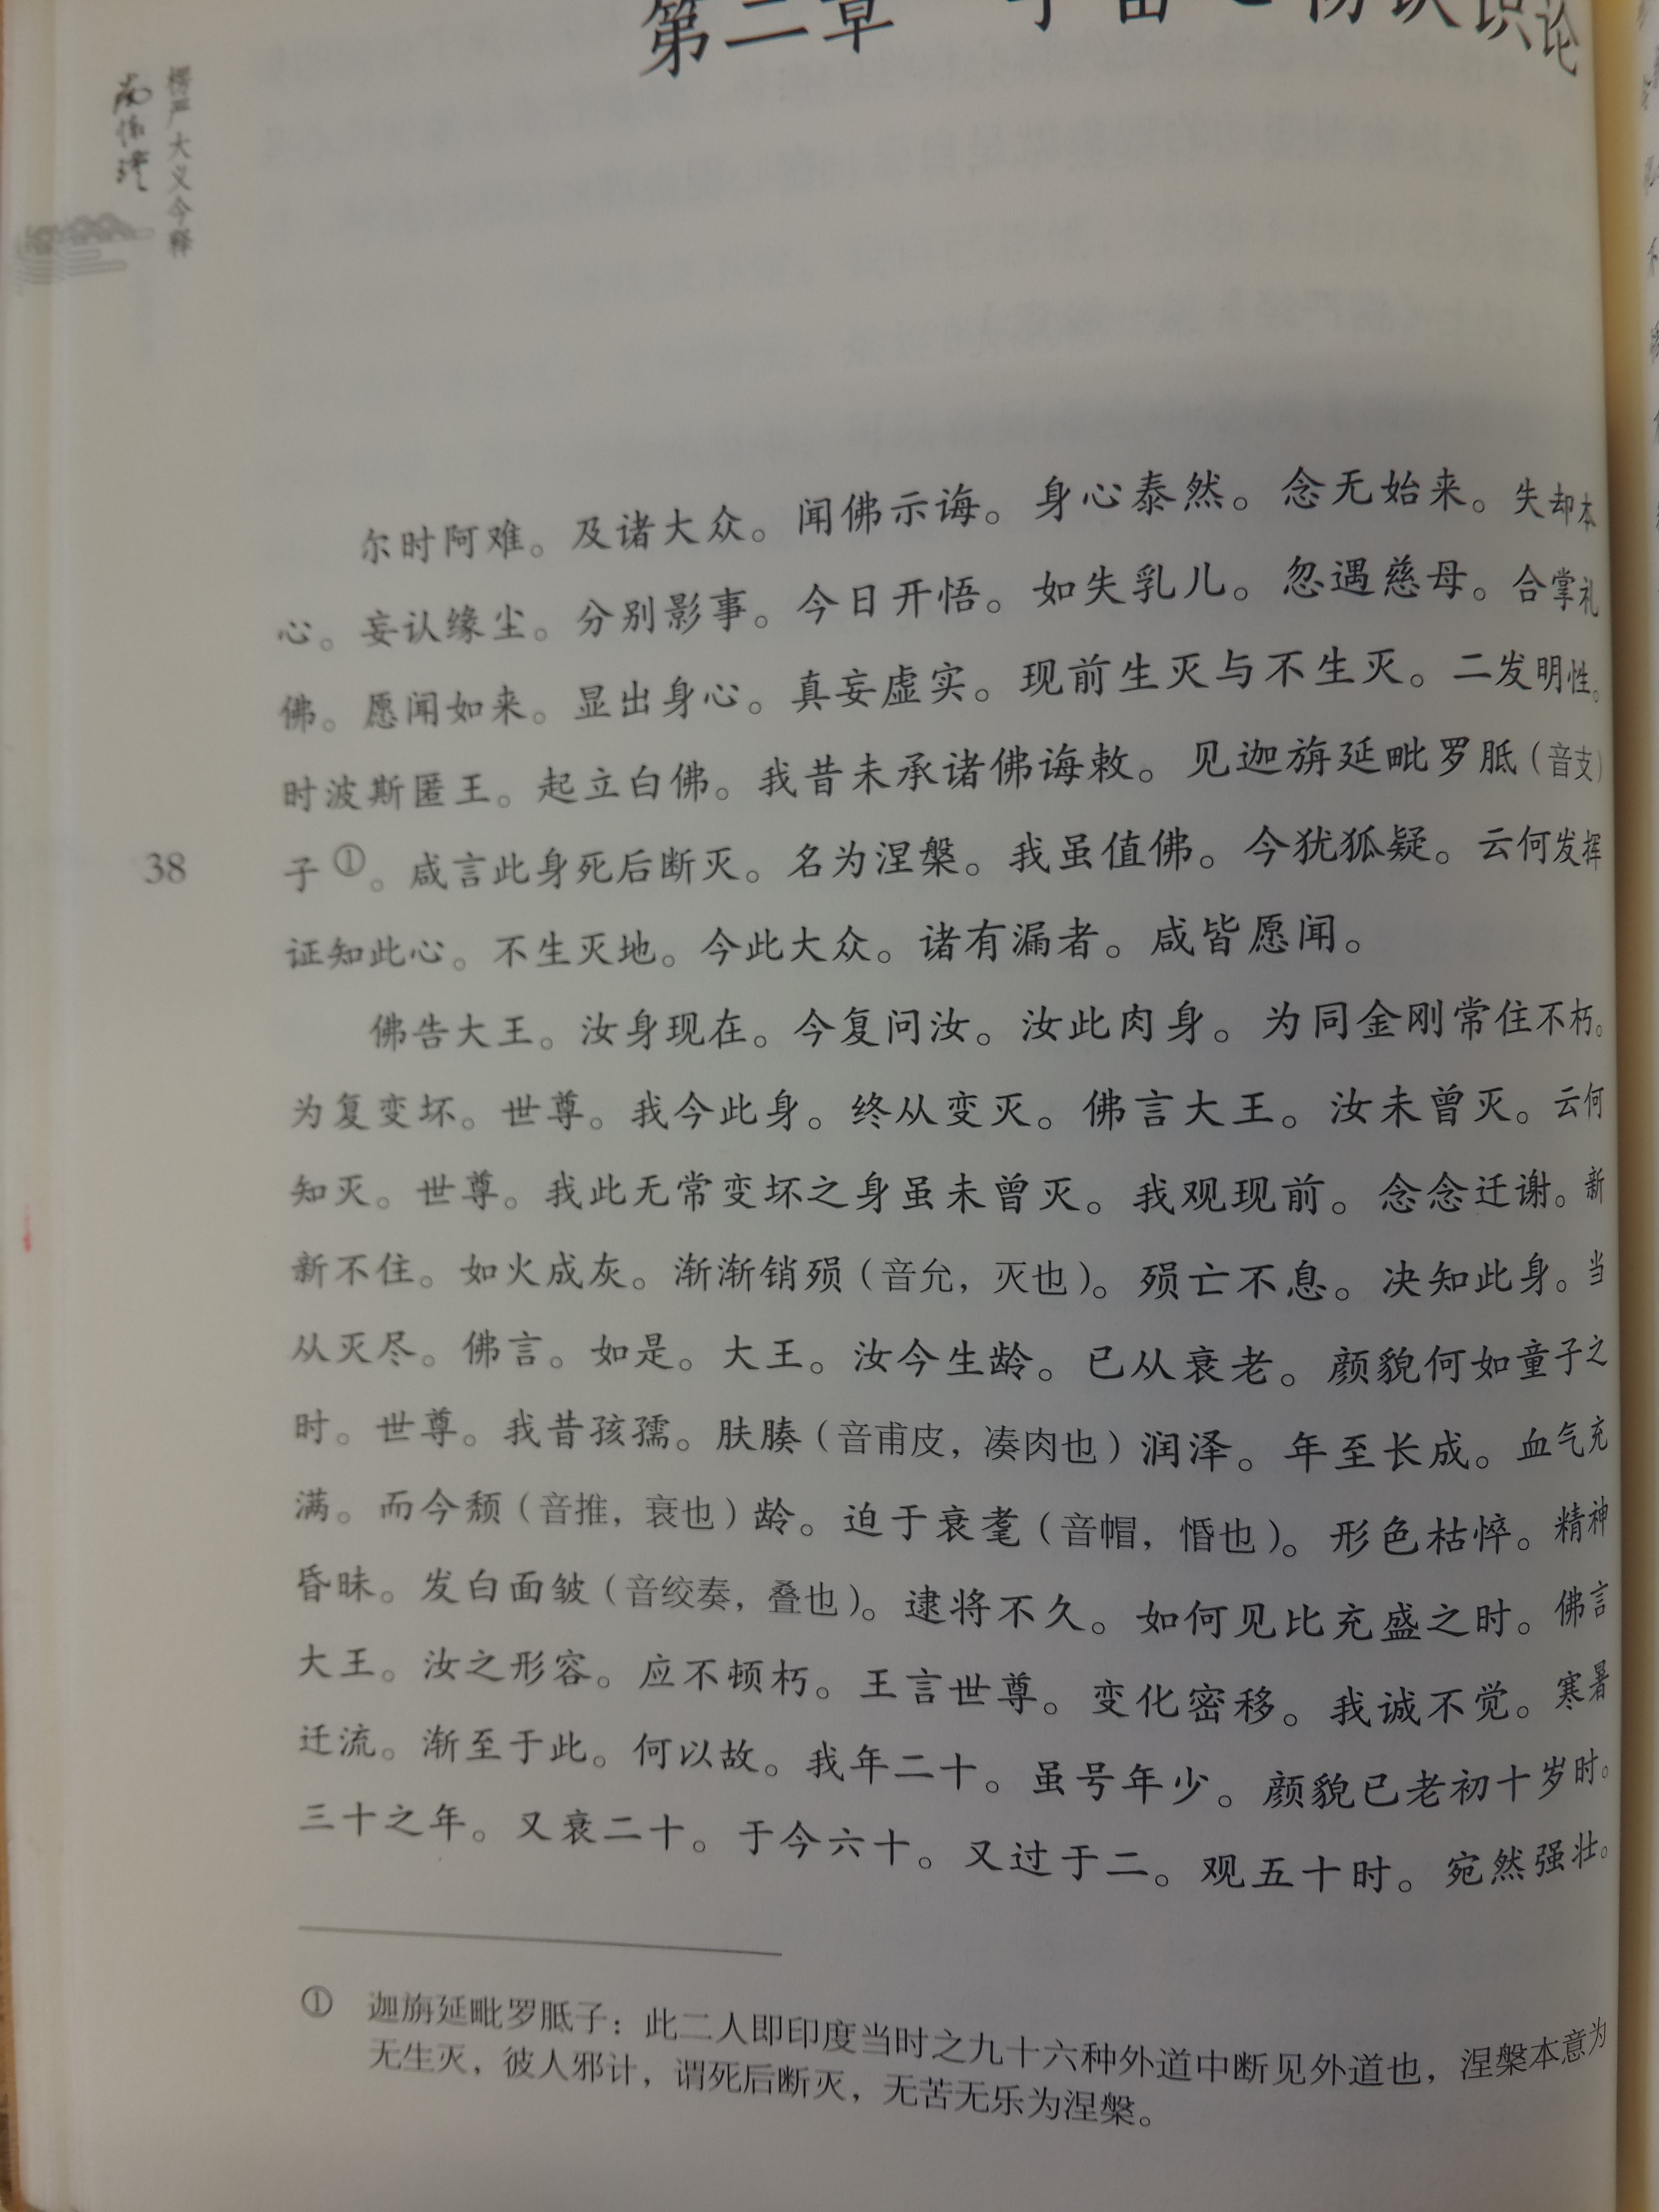 第二章 宇宙心物认识论
楞严大义今释
南怀瑾
尔时阿难。及诸大众。闻佛示诲。身心泰然。念无始来。失却本
心。妄认缘尘。分别影事。今日开悟。如失乳儿。忽遇慈母。合掌礼
佛。愿闻如来。显出身心。真妄虚实。现前生灭与不生灭。二发明性。
时波斯匿王。起立白佛。我昔未承诸佛诲敕。见迦旃延毗罗胝（音支）
子①。咸言此身死后断灭。名为涅槃。我虽值佛。今犹狐疑。云何发挥
证知此心。不生灭地。今此大众。诸有漏者。咸皆愿闻。
佛告大王。汝身现在。今复问汝。汝此肉身。为同金刚常住不朽。
为复变坏。世尊。我今此身。终从变灭。佛言大王。汝未曾灭。云何
知灭。世尊。我此无常变坏之身虽未曾灭。我观现前。念念迁谢。新
新不住。如火成灰。渐渐销殒（音允，灭也）。殒亡不息。决知此身。当
从灭尽。佛言。如是。大王。汝今生龄。已从衰老。颜貌何如童子之
时。世尊。我昔孩孺。肤腠（音甫皮，凑肉也）润泽。年至长成。血气充
满。而今颓（音推，衰也）龄。迫于衰耄（音帽，惛也）。形色枯悴。精神
昏昧。发白面皱（音绞奏，叠也）。逮将不久。如何见比充盛之时。佛言
大王。汝之形容。应不顿朽。王言世尊。变化密移。我诚不觉。寒暑
迁流。渐至于此。何以故。我年二十。虽号年少。颜貌已老初十岁时。
三十之年。又衰二十。于今六十。又过于二。观五十时。宛然强壮。
38
① 迦旃延毗罗胝子：此二人即印度当时之九十六种外道中断见外道也，涅槃本意为
无生灭，彼人邪计，谓死后断灭，无苦无乐为涅槃。